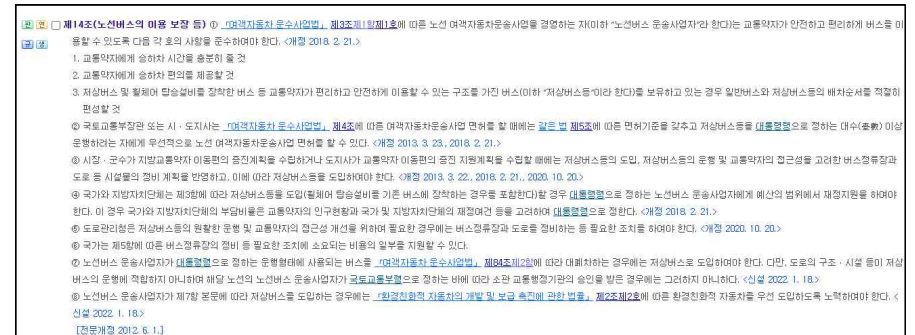 제14조(노선버스의 이용 보장 등) ① 「여객자동차 운수사업법」 제3조제1항제1호에 따른 노선 여객자동차운송사업을 경영하는 자(이하 "노선버스 운송사업자"라 한다)는 교통약자가 안전하고 편리하게 버스를 이
용할 수 있도록 다음 각 호의 사항을 준수하여야 한다. <개정 2018. 2. 21.>
1. 교통약자에게 승하차 시간을 충분히 줄 것
2. 교통약자에게 승하차 편의를 제공할 것
3. 저상버스 및 휠체어 탑승설비를 장착한 버스 등 교통약자가 편리하고 안전하게 이용할 수 있는 구조를 가진 버스(이하 "저상버스등"이라 한다)를 보유하고 있는 경우 일반버스와 저상버스등의 배차순서를 적절히
편성할 것
② 국토교통부장관 또는 시ㆍ도지사는 「여객자동차 운수사업법」 제4조에 따른 여객자동차운송사업 면허를 할 때에는 같은 법 제5조에 따른 면허기준을 갖추고 저상버스등을 대통령령으로 정하는 대수(臺數) 이상
운행하려는 자에게 우선적으로 노선 여객자동차운송사업 면허를 할 수 있다. <개정 2013. 3. 23., 2018. 2. 21.>
③ 시장ㆍ군수가 지방교통약자 이동편의 증진계획을 수립하거나 도지사가 교통약자 이동편의 증진 지원계획을 수립할 때에는 저상버스등의 도입, 저상버스등의 운행 및 교통약자의 접근성을 고려한 버스정류장과
도로 등 시설물의 정비 계획을 반영하고, 이에 따라 저상버스등을 도입하여야 한다. <개정 2013. 3. 22., 2018. 2. 21., 2020. 10. 20.>
④ 국가와 지방자치단체는 제3항에 따라 저상버스등을 도입(휠체어 탑승설비를 기존 버스에 장착하는 경우를 포함한다)할 경우 대통령령으로 정하는 노선버스 운송사업자에게 예산의 범위에서 재정지원을 하여야
한다. 이 경우 국가와 지방자치단체의 부담비율은 교통약자의 인구현황과 국가 및 지방자치단체의 재정여건 등을 고려하여 대통령령으로 정한다. <개정 2018. 2. 21.>
⑤ 도로관리청은 저상버스등의 원활한 운행 및 교통약자의 접근성 개선을 위하여 필요한 경우에는 버스정류장과 도로를 정비하는 등 필요한 조치를 하여야 한다. <개정 2020. 10. 20.>
⑥ 국가는 제5항에 따른 버스정류장의 정비 등 필요한 조치에 소요되는 비용의 일부를 지원할 수 있다.
⑦ 노선버스 운송사업자가 대통령령으로 정하는 운행형태에 사용되는 버스를 「여객자동차 운수사업법」 제84조제2항에 따라 대폐차하는 경우에는 저상버스로 도입하여야 한다. 다만, 도로의 구조ㆍ시설 등이 저상
버스의 운행에 적합하지 아니하여 해당 노선의 노선버스 운송사업자가 국토교통부령으로 정하는 바에 따라 소관 교통행정기관의 승인을 받은 경우에는 그러하지 아니하다. <신설 2022. 1. 18.>
⑧ 노선버스 운송사업자가 제7항 본문에 따라 저상버스를 도입하는 경우에는 「환경친화적 자동차의 개발 및 보급 촉진에 관한 법률」 제2조제2호에 따른 환경친화적 자동차를 우선 도입하도록 노력하여야 한다. <
신설 2022. 1. 18.>
[전문개정 2012. 6. 1.]